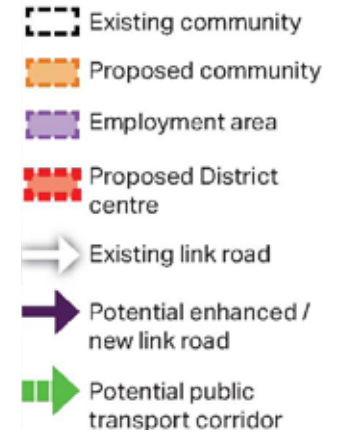 Existing community
Proposed community
Employment area
Proposed District
centre
Existing link road
Potential enhanced /
new link road
Potential public
transport corridor